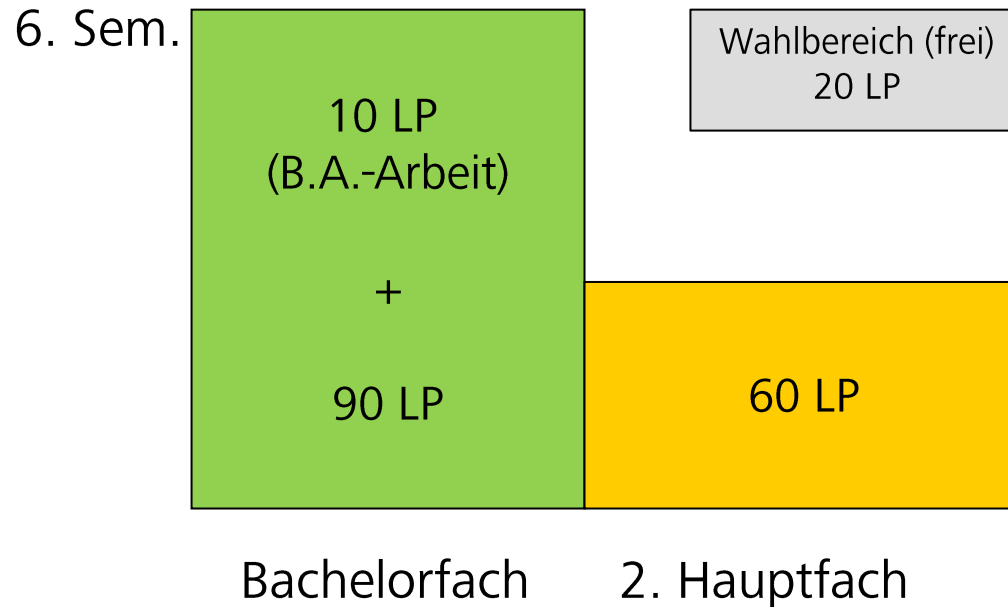 6. Sem.
10 LP
(B.A.-Arbeit)
+
90 LP
Wahlbereich (frei)
20 LP
60 LP
Bachelorfach
2. Hauptfach